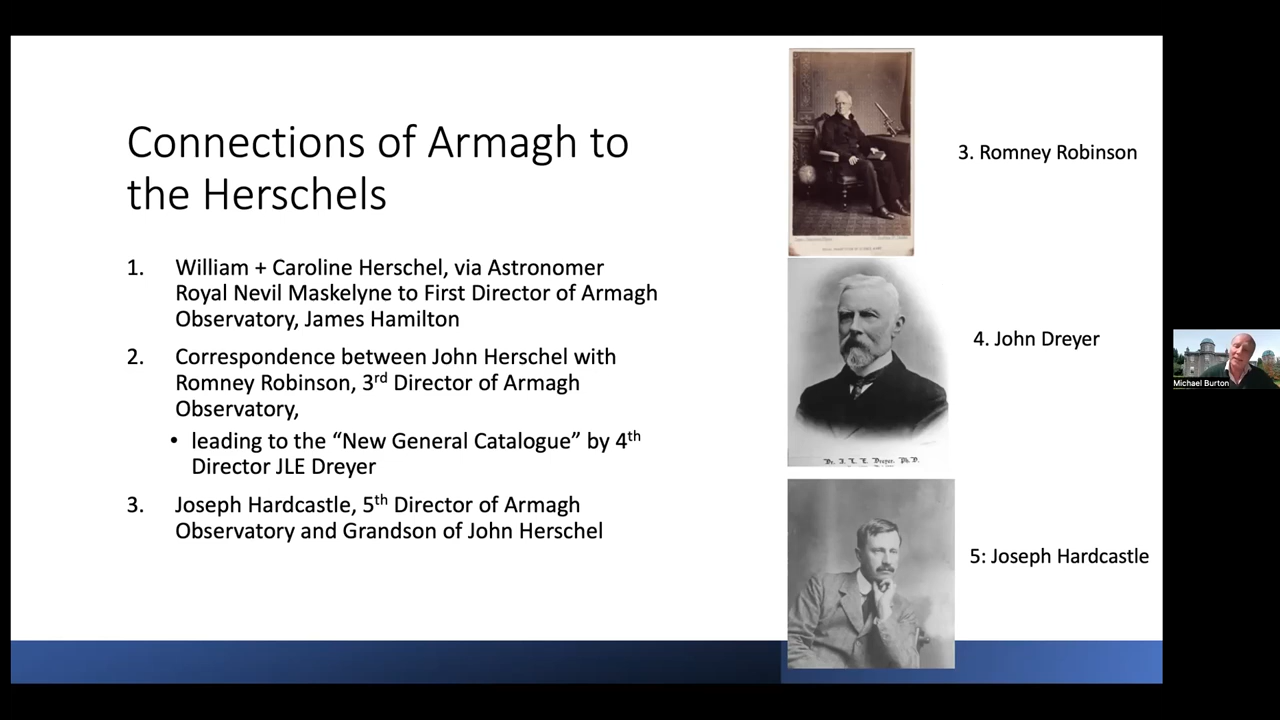 Connections of Armagh to
the Herschels
1. William + Caroline Herschel, via Astronomer
Royal Nevil Maskelyne to First Director of Armagh
Observatory, James Hamilton
2. Correspondence between John Herschel with
Romney Robinson, 3rd Director of Armagh
Observatory,
• leading to the “New General Catalogue” by 4th
Director JLE Dreyer
3. Joseph Hardcastle, 5th Director of Armagh
Observatory and Grandson of John Herschel
3. Romney Robinson
4. John Dreyer
Dr. J. L. E. Dreyer, Ph.D.
5: Joseph Hardcastle
Michael Burton